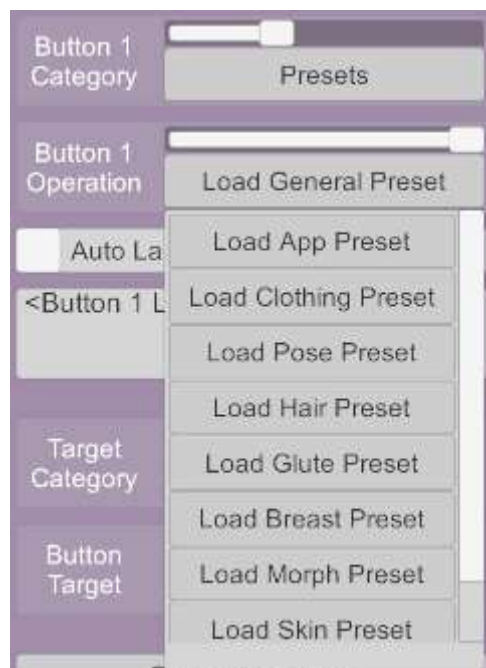 Button 1
Category
Presets
Button 1
Operation
Load General Preset
Load App Preset
Auto La
Load Clothing Preset
<Button 1 L
Load Pose Preset
Load Hair Preset
Target
Category
Load Glute Preset
Load Breast Preset
Button
Target
Load Morph Preset
Load Skin Preset